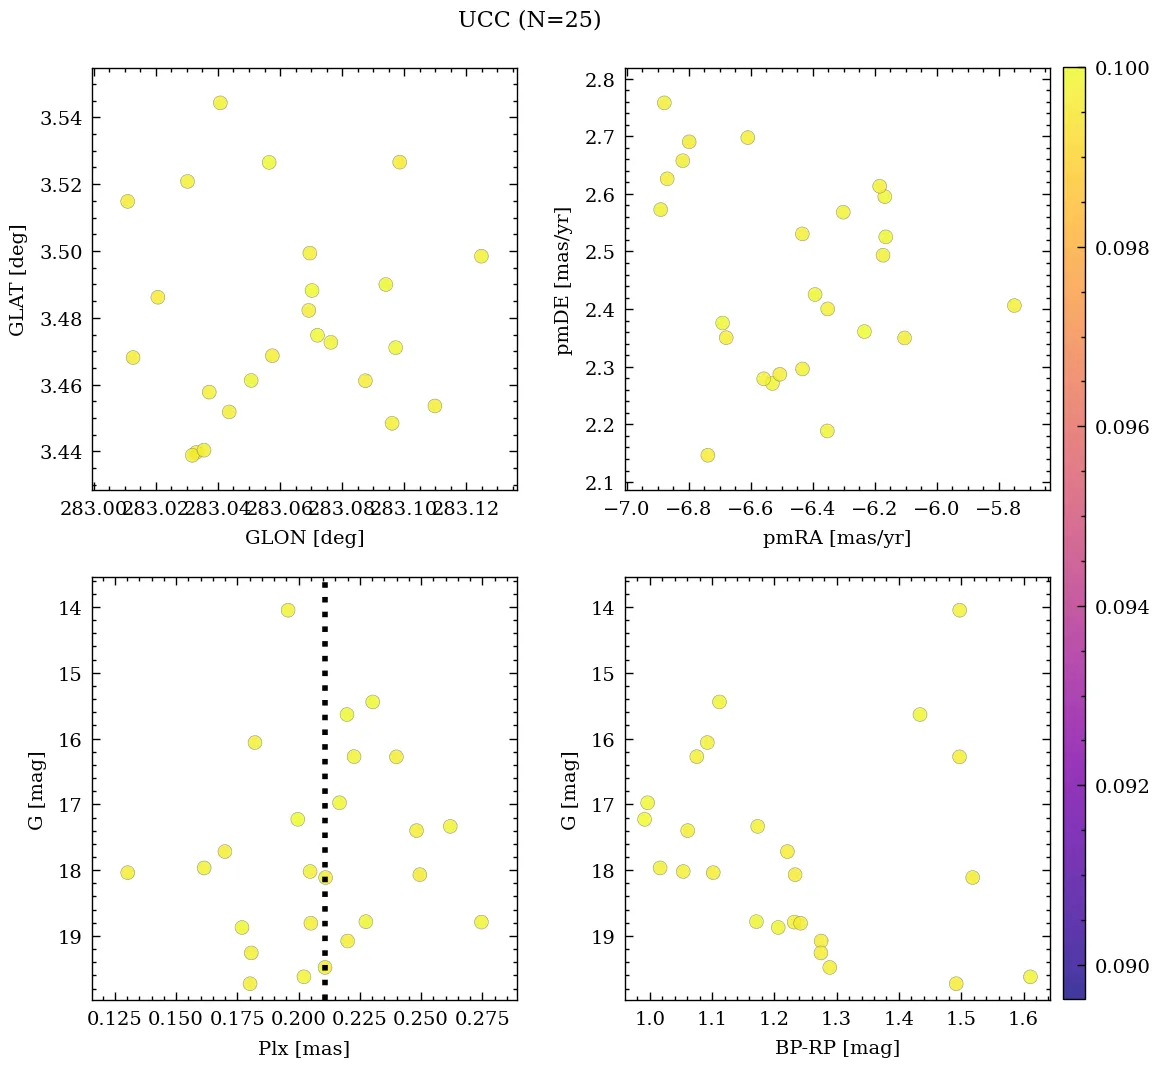 UCC (N=25)
3.54
3.52
3.50
3.48
3.46
3.44
GLAT [deg]
283.00 283.02 283.04 283.06 283.08 283.10 283.12
GLON [deg]
2.8
2.7
2.6
2.5
2.4
2.3
2.2
2.1
pmDE [mas/yr]
−7.0 −6.8 −6.6 −6.4 −6.2 −6.0 −5.8
pmRA [mas/yr]
14
15
16
17
18
19
G [mag]
0.125 0.150 0.175 0.200 0.225 0.250 0.275
Plx [mas]
14
15
16
17
18
19
G [mag]
1.0 1.1 1.2 1.3 1.4 1.5 1.6
BP-RP [mag]
0.100
0.098
0.096
0.094
0.092
0.090